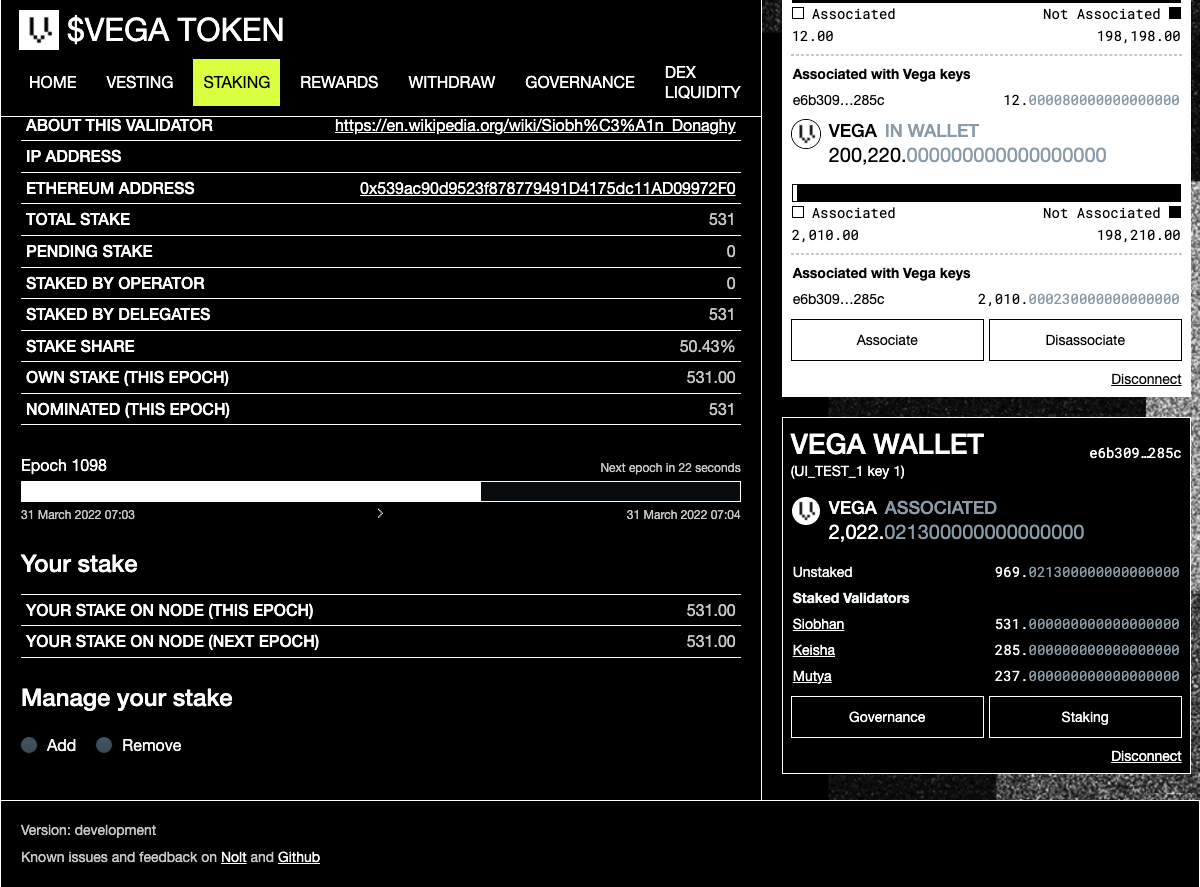 $VEGA TOKEN
HOME VESTING STAKING REWARDS WITHDRAW GOVERNANCE DEX LIQUIDITY
ABOUT THIS VALIDATOR https://en.wikipedia.org/wiki/Siobh%C3%A1n_Donaghy
IP ADDRESS
ETHEREUM ADDRESS 0x539ac90d9523f878779491D4175dc11AD09972F0
TOTAL STAKE 531
PENDING STAKE 0
STAKED BY OPERATOR 0
STAKED BY DELEGATES 531
STAKE SHARE 50.43%
OWN STAKE (THIS EPOCH) 531.00
NOMINATED (THIS EPOCH) 531
Epoch 1098 Next epoch in 22 seconds
31 March 2022 07:03 31 March 2022 07:04
Your stake
YOUR STAKE ON NODE (THIS EPOCH) 531.00
YOUR STAKE ON NODE (NEXT EPOCH) 531.00
Manage your stake
Add Remove
Associated Not Associated
12.00 198,198.00
Associated with Vega keys
e6b309…285c 12.000080000000000000
VEGA IN WALLET
200,220.000000000000000000
Associated Not Associated
2,010.00 198,210.00
Associated with Vega keys
e6b309…285c 2,010.000230000000000000
Associate Disassociate
Disconnect
VEGA WALLET e6b309…285c
(UI_TEST_1 key 1)
VEGA ASSOCIATED
2,022.021300000000000000
Unstaked 969.021300000000000000
Staked Validators
Siobhan 531.000000000000000000
Keisha 285.000000000000000000
Mutya 237.000000000000000000
Governance Staking
Disconnect
Version: development
Known issues and feedback on Nolt and Github